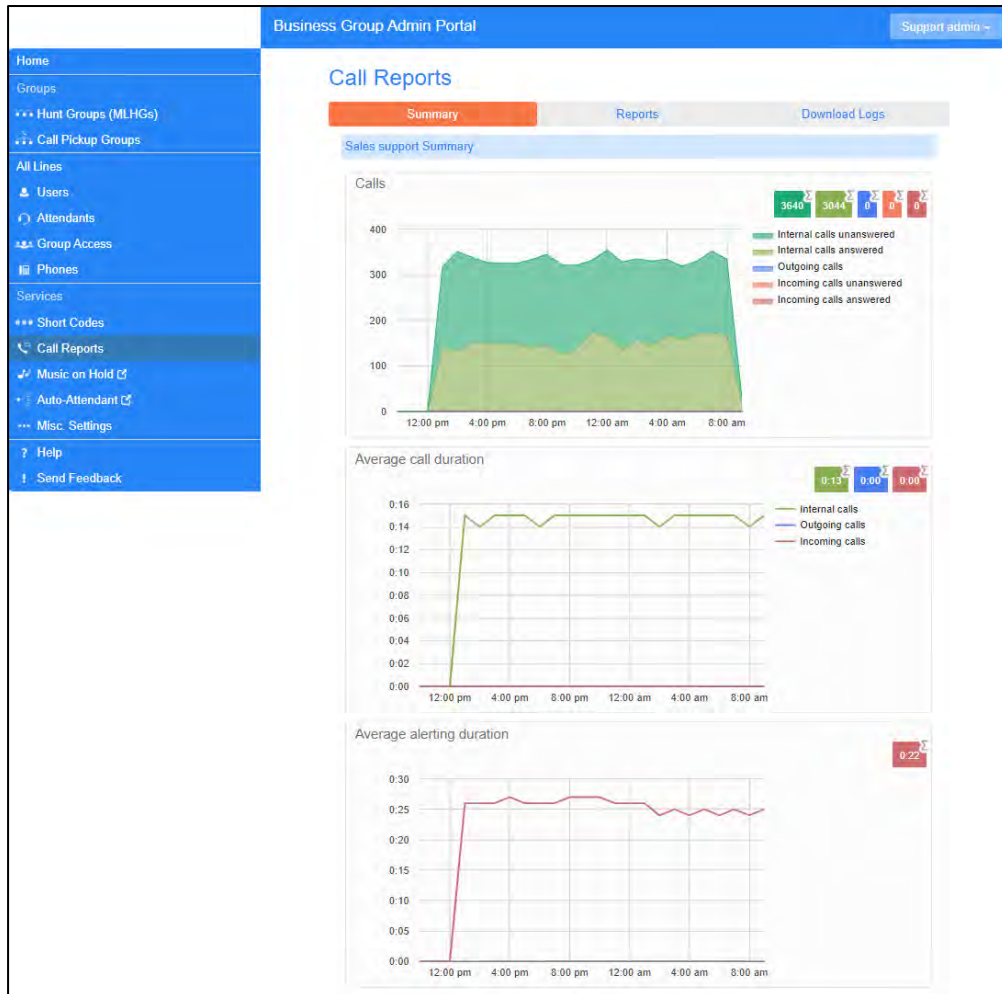 Business Group Admin Portal
Support admin
Home
Groups
Hunt Groups (MLHGs)
Call Pickup Groups
All Lines
Users
Attendants
Group Access
Phones
Services
Short Codes
Call Reports
Music on Hold
Auto-Attendant
Misc. Settings
? Help
! Send Feedback
Call Reports
Summary Reports Download Logs
Sales support Summary
Calls
3640 Σ 3044 Σ 0 Σ 0 Σ 0 Σ
Internal calls unanswered
Internal calls answered
Outgoing calls
Incoming calls unanswered
Incoming calls answered
400
300
200
100
0
12:00 pm 4:00 pm 8:00 pm 12:00 am 4:00 am 8:00 am
Average call duration
0:13 Σ 0:00 Σ 0:00 Σ
Internal calls
Outgoing calls
Incoming calls
0:16
0:14
0:12
0:10
0:08
0:06
0:04
0:02
0:00
12:00 pm 4:00 pm 8:00 pm 12:00 am 4:00 am 8:00 am
Average alerting duration
0:22 Σ
0:30
0:25
0:20
0:15
0:10
0:05
0:00
12:00 pm 4:00 pm 8:00 pm 12:00 am 4:00 am 8:00 am